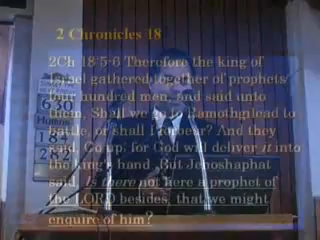 2 Chronicles 18
2Ch 18:5-6 Therefore the king of
Israel gathered together of prophets
four hundred men, and said unto
them, Shall we go to Ramothgilead to
battle, or shall I forbear? And they
said, Go up; for God will deliver it into
the king's hand. But Jehoshaphat
said, Is there not here a prophet of
the LORD besides, that we might
enquire of him?
630
Hymns